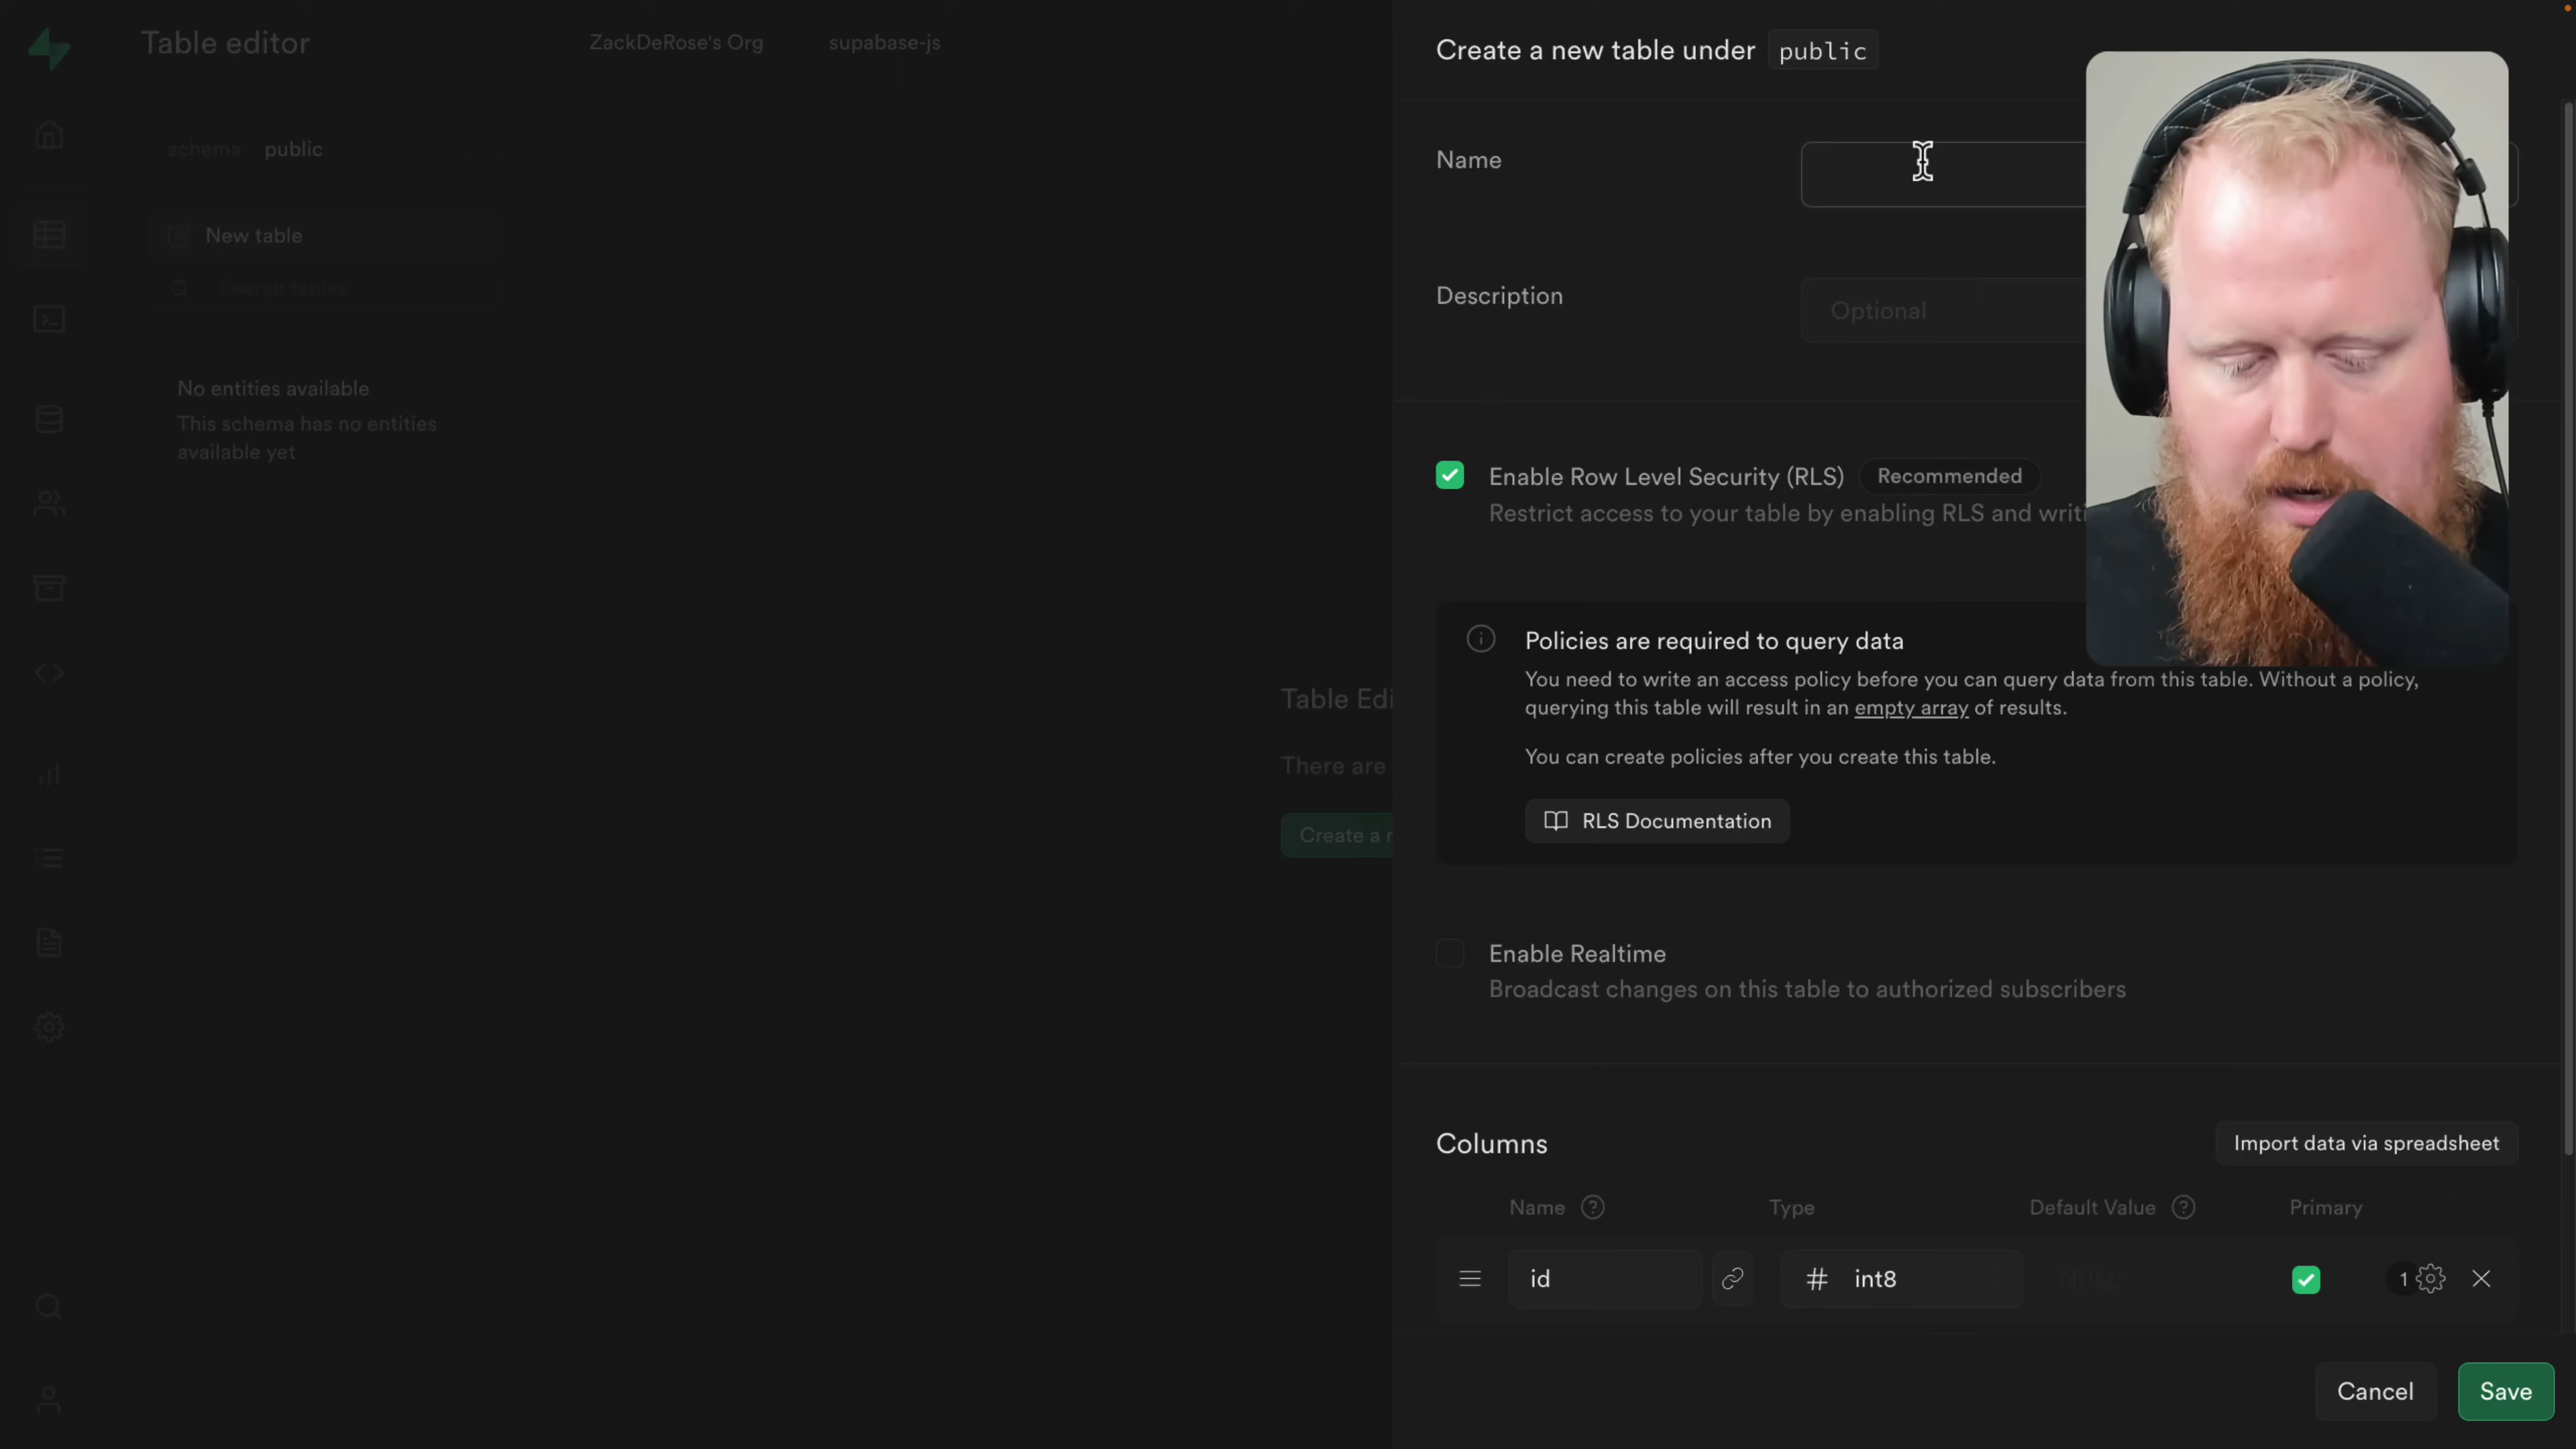 Table editor
ZackDeRose's Org
supabase-js
schema public
New table
Search tables
No entities available
This schema has no entities
available yet
Table Edi
There are
Create a n
Create a new table under public
Name
Description
Optional
Enable Row Level Security (RLS) Recommended
Restrict access to your table by enabling RLS and writi
Policies are required to query data
You need to write an access policy before you can query data from this table. Without a policy,
querying this table will result in an empty array of results.
You can create policies after you create this table.
RLS Documentation
Enable Realtime
Broadcast changes on this table to authorized subscribers
Columns
Import data via spreadsheet
Name Type Default Value Primary
id # int8 NULL 1
Cancel
Save